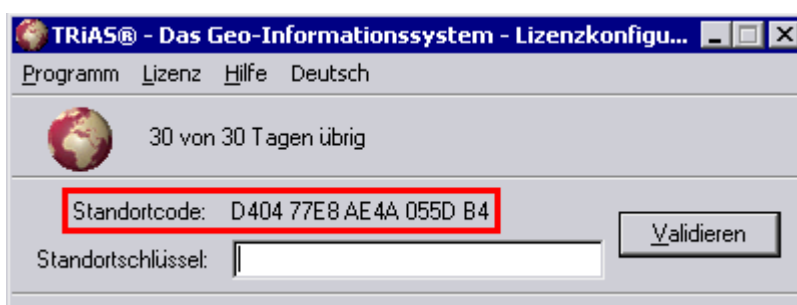 TRiAS® - Das Geo-Informationssystem - Lizenzkonfigu...
Programm Lizenz Hilfe Deutsch
30 von 30 Tagen übrig
Standortcode: D404 77E8 AE4A 055D B4
Validieren
Standortschlüssel: